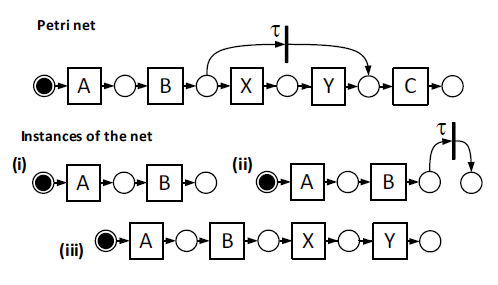 Petri net
τ
A B X Y C
Instances of the net
τ
(i) A B
(ii) A B
(iii) A B X Y